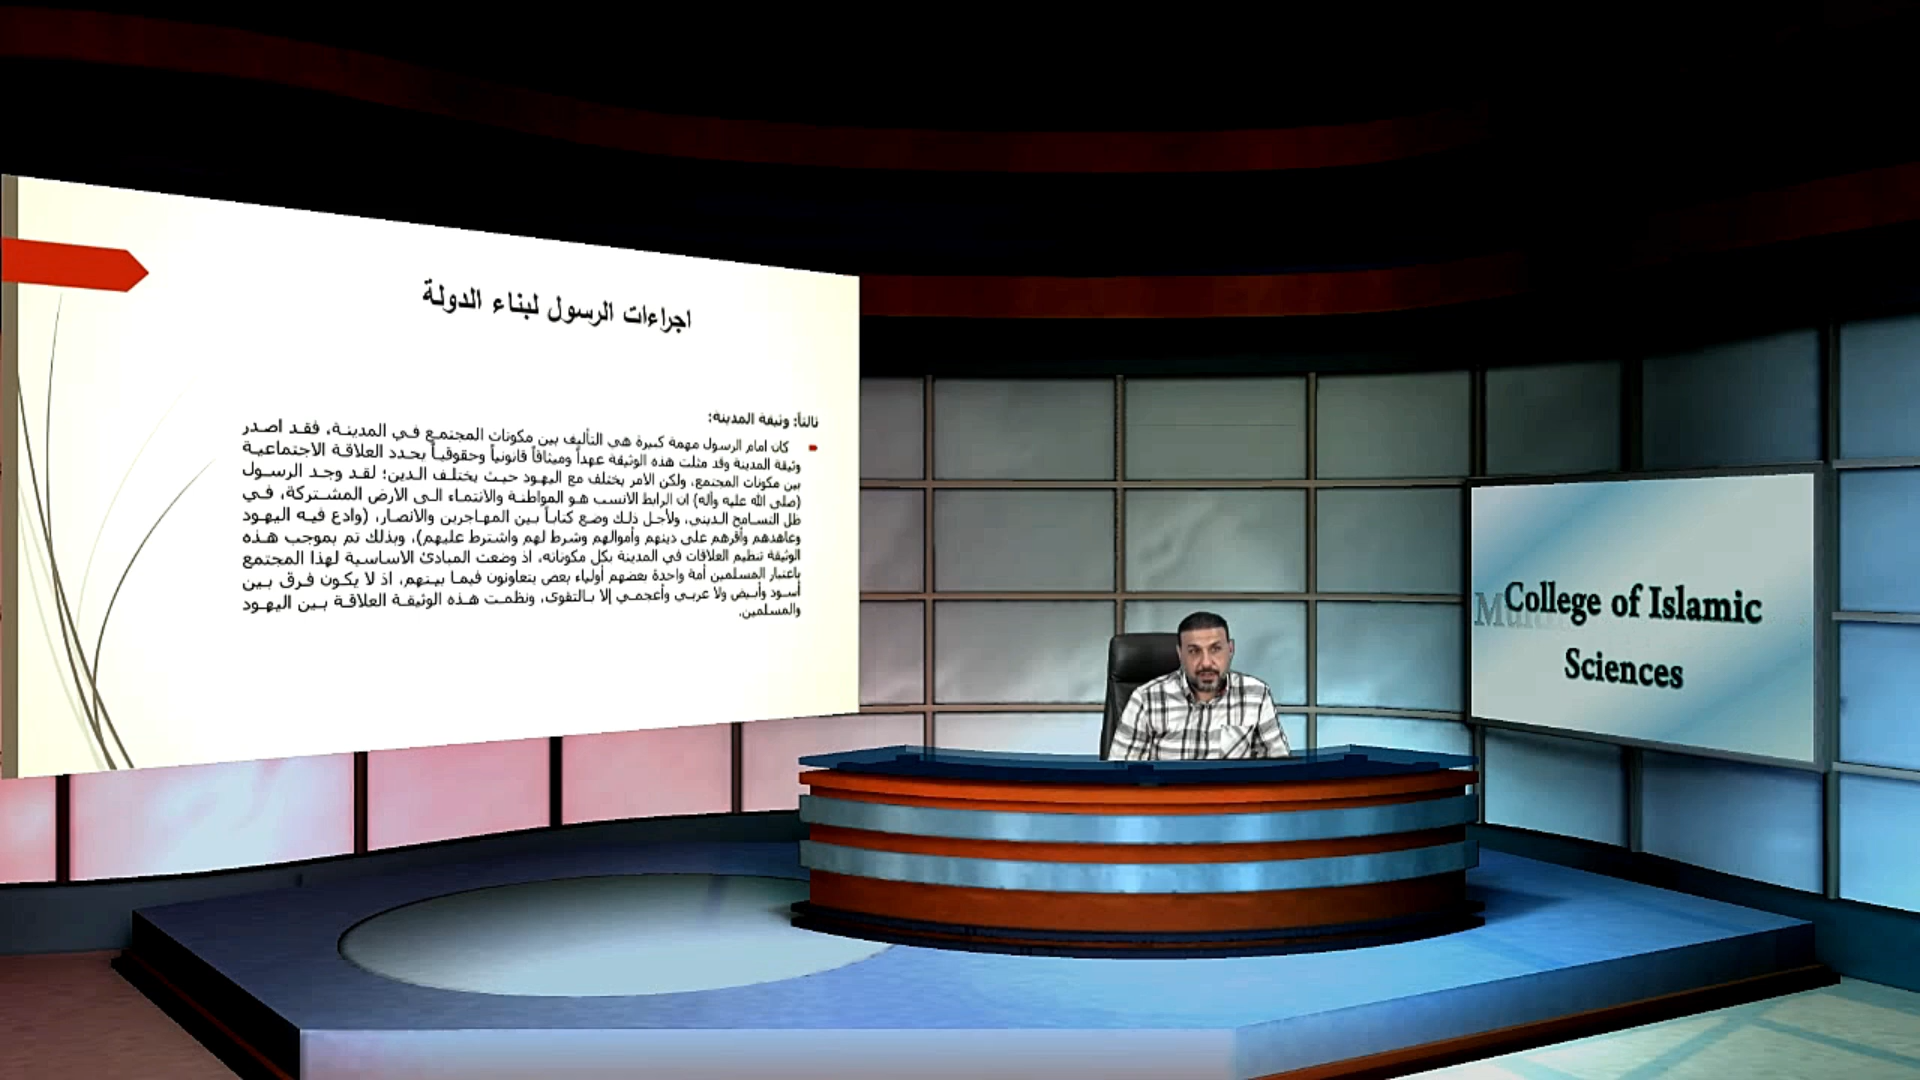 اجراءات الرسول لبناء الدولة
ثالثاً: وثيقة المدينة:
كان امام الرسول مهمة كبيرة هي التأليف بين مكونات المجتمع في المدينة، فقد اصدر
وثيقة المدينة وقد مثلت هذه الوثيقة عهداً وميثاقاً قانونياً وحقوقياً يحدد العلاقة الاجتماعية
بين مكونات المجتمع، ولكن الامر يختلف مع اليهود حيث يختلف الدين؛ لقد وجد الرسول
(صلى الله عليه وآله) ان الرابط الانسب هو المواطنة والانتماء الى الارض المشتركة، في
ظل التسامح الديني، ولأجل ذلك وضع كتاباً بين المهاجرين والانصار، (وادع فيه اليهود
وعاهدهم وأقرهم على دينهم وأموالهم وشرط لهم واشترط عليهم)، وبذلك تم بموجب هذه
الوثيقة تنظيم العلاقات في المدينة بكل مكوناته، اذ وضعت المبادئ الاساسية لهذا المجتمع
باعتبار المسلمين أمة واحدة بعضهم أولياء بعض يتعاونون فيما بينهم، اذ لا يكون فرق بين
أسود وأبيض ولا عربي وأعجمي إلا بالتقوى، ونظمت هذه الوثيقة العلاقة بين اليهود
والمسلمين.
College of Islamic
Sciences